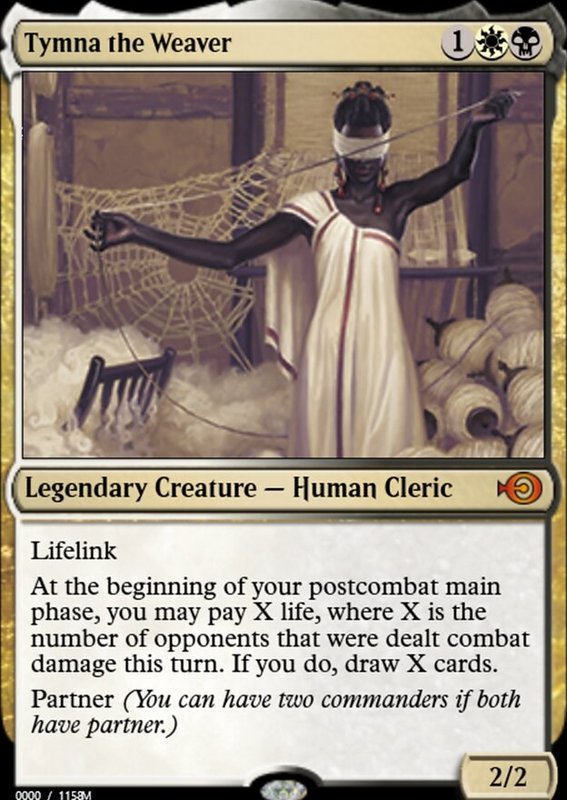 Tymna the Weaver 1
Legendary Creature — Human Cleric
Lifelink
At the beginning of your postcombat main
phase, you may pay X life, where X is the
number of opponents that were dealt combat
damage this turn. If you do, draw X cards.
Partner (You can have two commanders if both
have partner.)
2/2
0000 / 1158M